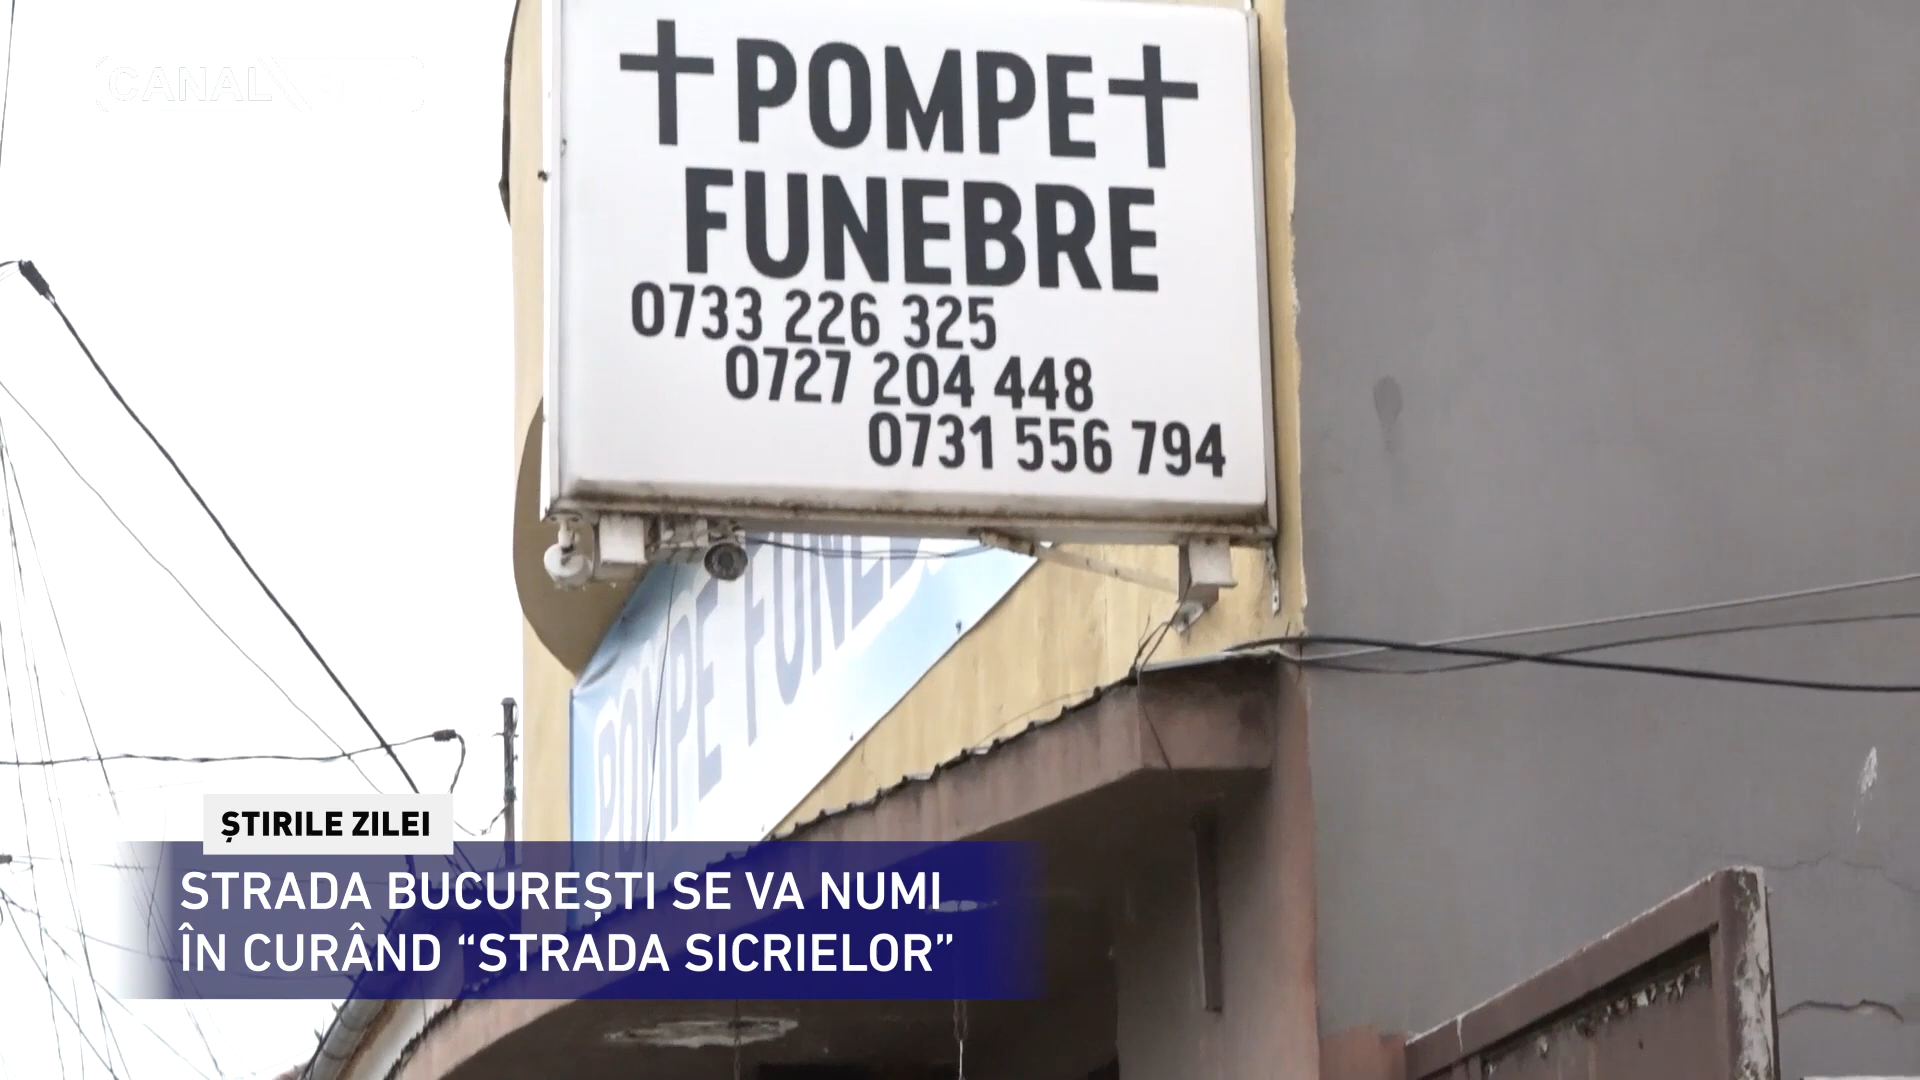 CANAL
POMPE
FUNEBRE
0733 226 325
0727 204 448
0731 556 794
POMPE FUNEBRE
ȘTIRILE ZILEI
STRADA BUCUREȘTI SE VA NUMI
ÎN CURÂND “STRADA SICRIELOR”